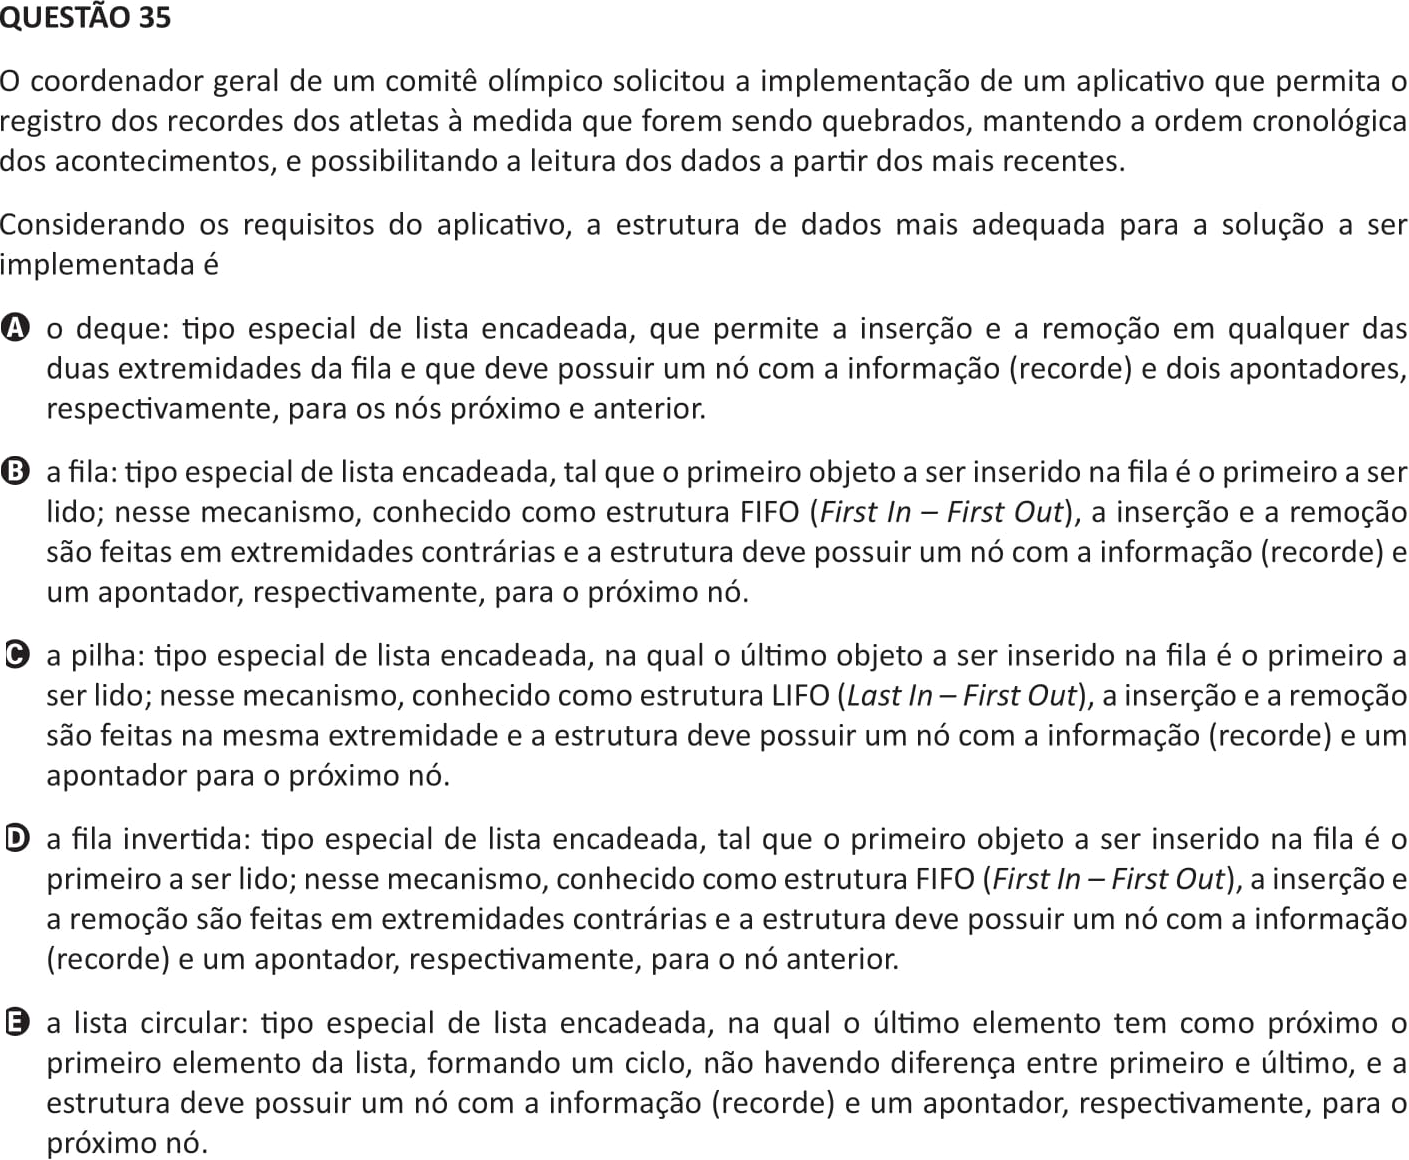 QUESTÃO 35
O coordenador geral de um comitê olímpico solicitou a implementação de um aplicativo que permita o
registro dos recordes dos atletas à medida que forem sendo quebrados, mantendo a ordem cronológica
dos acontecimentos, e possibilitando a leitura dos dados a partir dos mais recentes.
Considerando os requisitos do aplicativo, a estrutura de dados mais adequada para a solução a ser
implementada é
A o deque: tipo especial de lista encadeada, que permite a inserção e a remoção em qualquer das
duas extremidades da fila e que deve possuir um nó com a informação (recorde) e dois apontadores,
respectivamente, para os nós próximo e anterior.
B a fila: tipo especial de lista encadeada, tal que o primeiro objeto a ser inserido na fila é o primeiro a ser
lido; nesse mecanismo, conhecido como estrutura FIFO (First In – First Out), a inserção e a remoção
são feitas em extremidades contrárias e a estrutura deve possuir um nó com a informação (recorde) e
um apontador, respectivamente, para o próximo nó.
C a pilha: tipo especial de lista encadeada, na qual o último objeto a ser inserido na fila é o primeiro a
ser lido; nesse mecanismo, conhecido como estrutura LIFO (Last In – First Out), a inserção e a remoção
são feitas na mesma extremidade e a estrutura deve possuir um nó com a informação (recorde) e um
apontador para o próximo nó.
D a fila invertida: tipo especial de lista encadeada, tal que o primeiro objeto a ser inserido na fila é o
primeiro a ser lido; nesse mecanismo, conhecido como estrutura FIFO (First In – First Out), a inserção e
a remoção são feitas em extremidades contrárias e a estrutura deve possuir um nó com a informação
(recorde) e um apontador, respectivamente, para o nó anterior.
E a lista circular: tipo especial de lista encadeada, na qual o último elemento tem como próximo o
primeiro elemento da lista, formando um ciclo, não havendo diferença entre primeiro e último, e a
estrutura deve possuir um nó com a informação (recorde) e um apontador, respectivamente, para o
próximo nó.